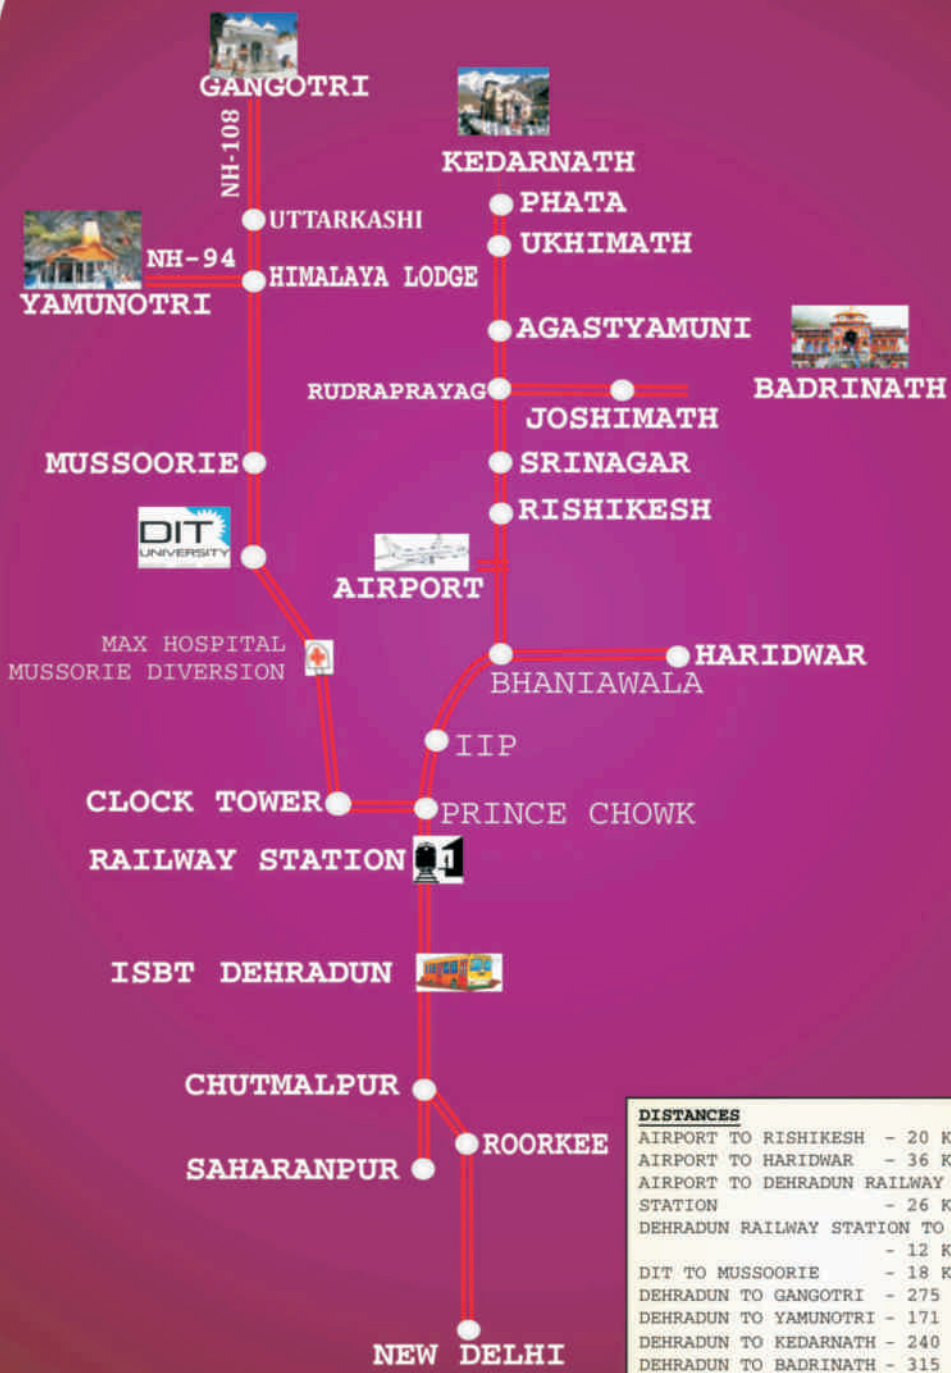 GANGOTRI
NH-108
KEDARNATH
PHATA
UTTARKASHI
UKHIMATH
NH-94
HIMALAYA LODGE
YAMUNOTRI
AGASTYAMUNI
RUDRAPRAYAG
BADRINATH
JOSHIMATH
MUSSOORIE
SRINAGAR
RISHIKESH
DIT
UNIVERSITY
AIRPORT
MAX HOSPITAL
MUSSORIE DIVERSION
HARIDWAR
BHANIAWALA
IIP
CLOCK TOWER
PRINCE CHOWK
RAILWAY STATION
ISBT DEHRADUN
CHUTMALPUR
ROORKEE
SAHARANPUR
NEW DELHI
DISTANCES
AIRPORT TO RISHIKESH - 20 K
AIRPORT TO HARIDWAR - 36 K
AIRPORT TO DEHRADUN RAILWAY
STATION - 26 K
DEHRADUN RAILWAY STATION TO
- 12 K
DIT TO MUSSOORIE - 18 K
DEHRADUN TO GANGOTRI - 275
DEHRADUN TO YAMUNOTRI - 171
DEHRADUN TO KEDARNATH - 240
DEHRADUN TO BADRINATH - 315